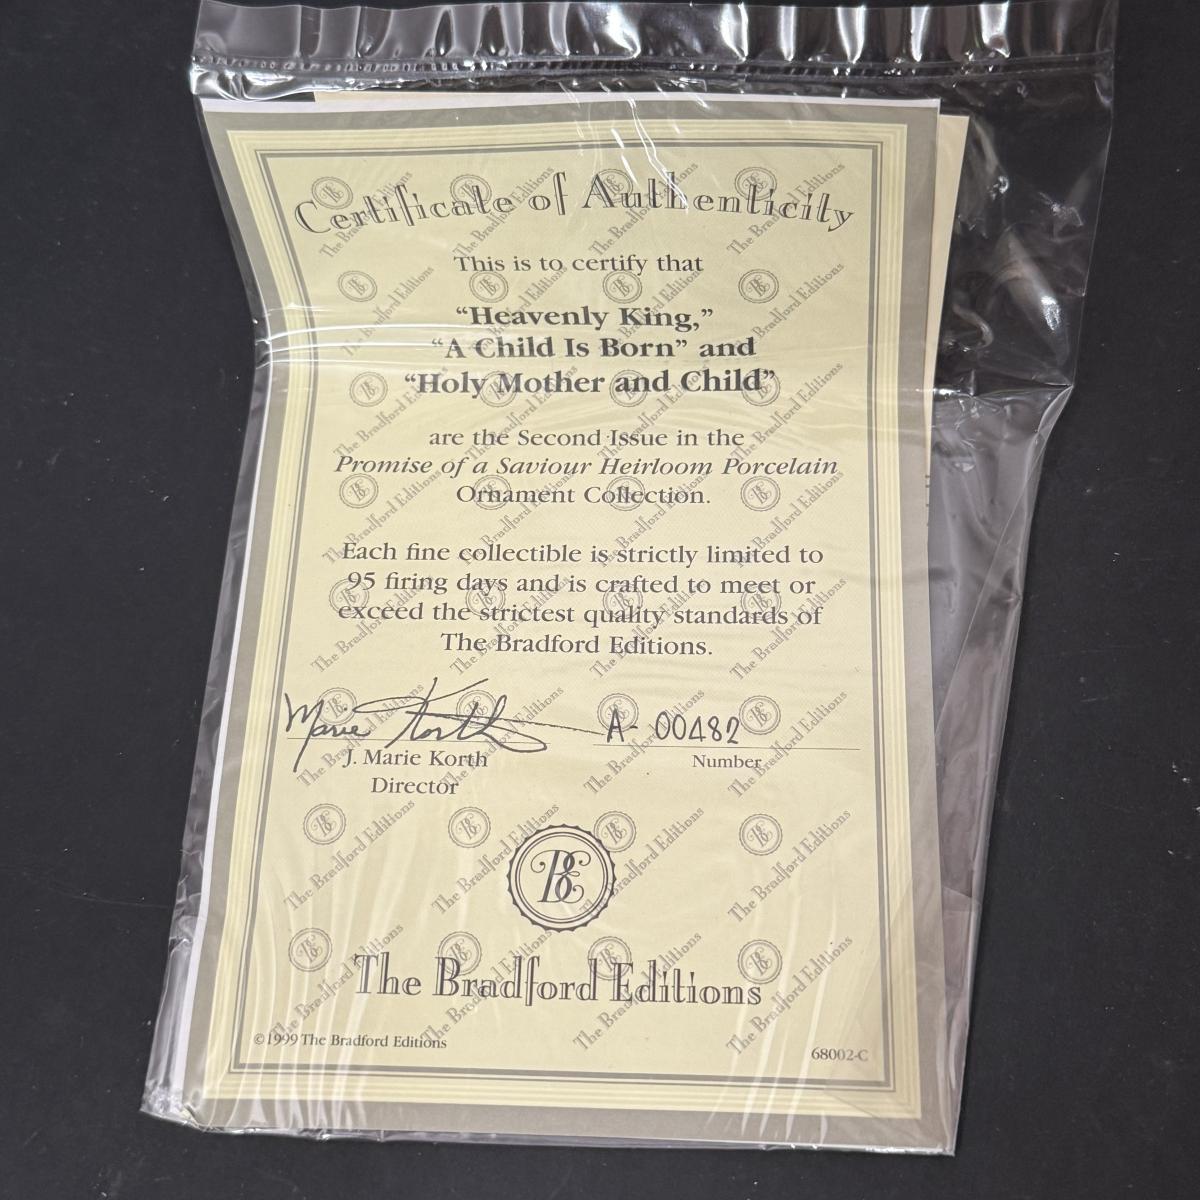 Certificate of Authenticity
This is to certify that
“Heavenly King,”
“A Child Is Born” and
“Holy Mother and Child”
are the Second Issue in the
Promise of a Saviour Heirloom Porcelain
Ornament Collection.
Each fine collectible is strictly limited to
95 firing days and is crafted to meet or
exceed the strictest quality standards of
The Bradford Editions.
Marie Korth A- 00482
J. Marie Korth Number
Director
BE
The Bradford Editions
©1999 The Bradford Editions 68002-C